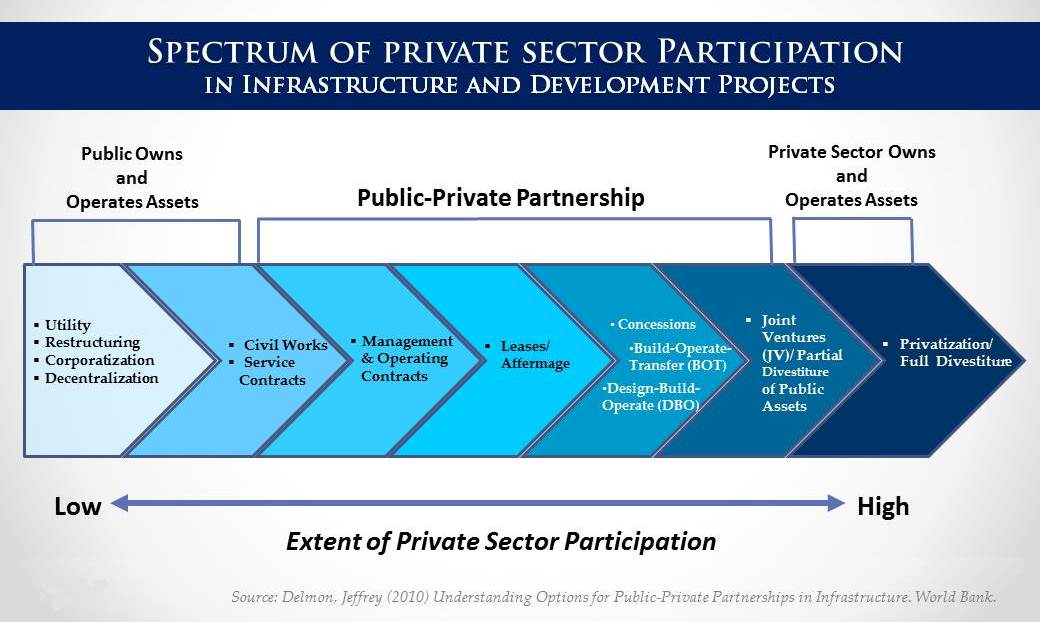 SPECTRUM OF PRIVATE SECTOR PARTICIPATION
IN INFRASTRUCTURE AND DEVELOPMENT PROJECTS
Public Owns
and
Operates Assets
Public-Private Partnership
Private Sector Owns
and
Operates Assets
▪ Utility
▪ Restructuring
▪ Corporatization
▪ Decentralization
▪ Civil Works
▪ Service
Contracts
▪ Management
& Operating
Contracts
▪ Leases/
Affermage
• Concessions
•Build-Operate-
Transfer (BOT)
•Design-Build-
Operate (DBO)
▪ Joint
Ventures
(JV)/ Partial
Divestiture
of Public
Assets
▪ Privatization/
Full Divestiture
Low
High
Extent of Private Sector Participation
Source: Delmon, Jeffrey (2010) Understanding Options for Public-Private Partnerships in Infrastructure. World Bank.